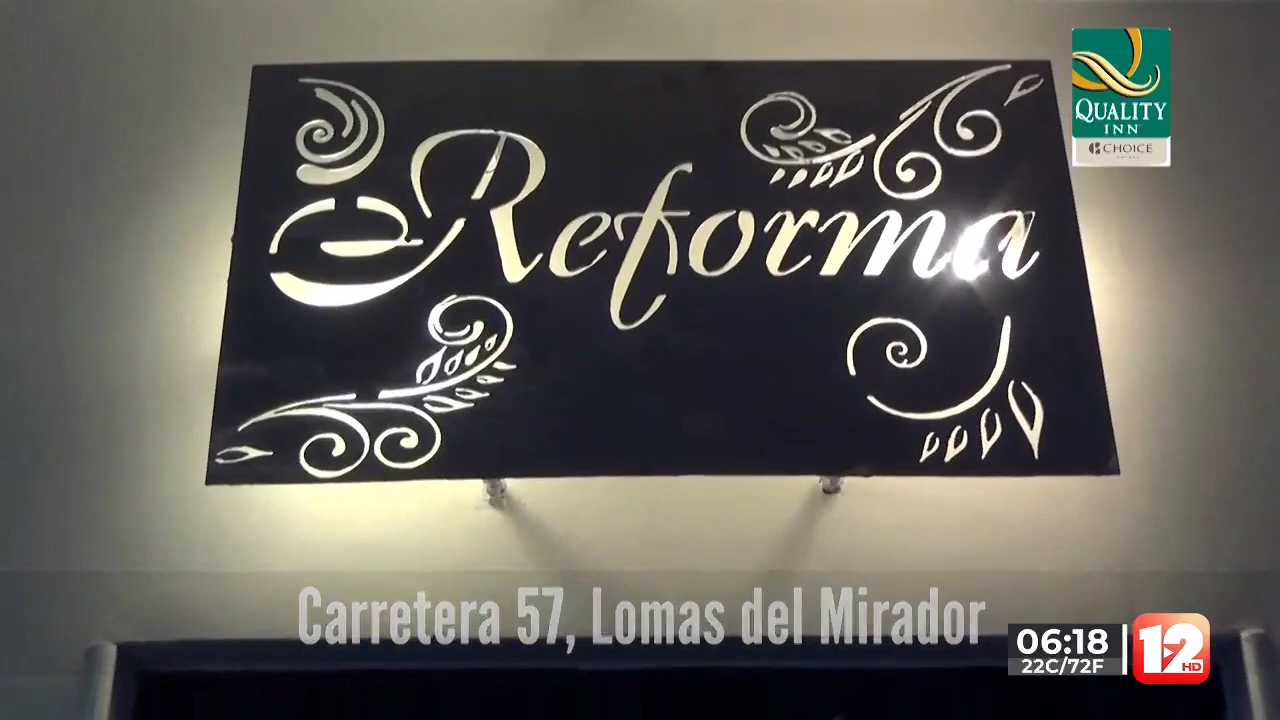 QUALITY
INN
CHOICE
Reforma
Carretera 57, Lomas del Mirador
06:18
22C/72F
12
HD